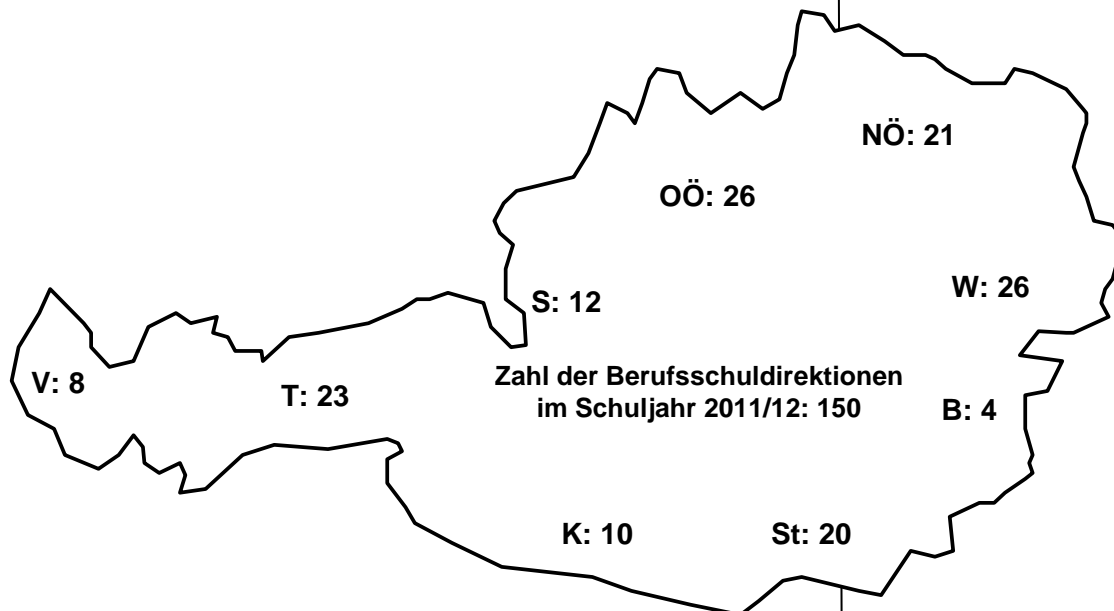 NÖ: 21
OÖ: 26
W: 26
S: 12
V: 8
T: 23
Zahl der Berufsschuldirektionen
im Schuljahr 2011/12: 150
B: 4
K: 10
St: 20